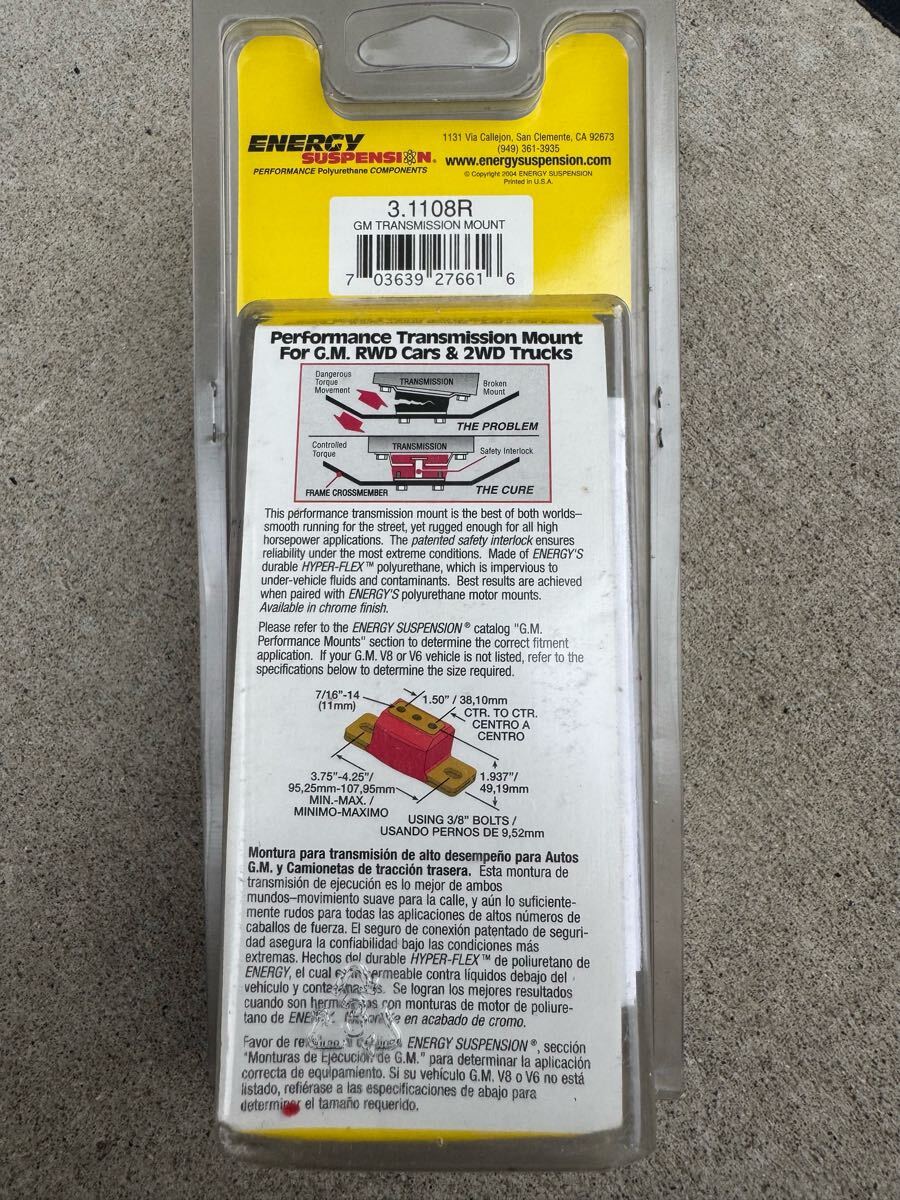 ENERGY
SUSPENSION®
PERFORMANCE Polyurethane COMPONENTS
1131 Via Callejon, San Clemente, CA 92673
(949) 361-3935
www.energysuspension.com
© Copyright 2004 ENERGY SUSPENSION
Printed in U.S.A.
3.1108R
GM TRANSMISSION MOUNT
7 03639 27661 6
Performance Transmission Mount
For G.M. RWD Cars & 2WD Trucks
Dangerous
Torque
Movement
TRANSMISSION
Broken
Mount
THE PROBLEM
Controlled
Torque
TRANSMISSION
Safety Interlock
FRAME CROSSMEMBER
THE CURE
This performance transmission mount is the best of both worlds–
smooth running for the street, yet rugged enough for all high
horsepower applications. The patented safety interlock ensures
reliability under the most extreme conditions. Made of ENERGY'S
durable HYPER-FLEX™ polyurethane, which is impervious to
under-vehicle fluids and contaminants. Best results are achieved
when paired with ENERGY'S polyurethane motor mounts.
Available in chrome finish.
Please refer to the ENERGY SUSPENSION® catalog "G.M.
Performance Mounts" section to determine the correct fitment
application. If your G.M. V8 or V6 vehicle is not listed, refer to the
specifications below to determine the size required.
7/16"-14
(11mm)
1.50" / 38,10mm
CTR. TO CTR.
CENTRO A
CENTRO
3.75"-4.25"/
95,25mm-107,95mm
MIN.-MAX. /
MINIMO-MAXIMO
1.937"/
49,19mm
USING 3/8" BOLTS /
USANDO PERNOS DE 9,52mm
Montura para transmisión de alto desempeño para Autos
G.M. y Camionetas de tracción trasera. Esta montura de
transmisión de ejecución es lo mejor de ambos
mundos–movimiento suave para la calle, y aún lo suficiente-
mente rudos para todas las aplicaciones de altos números de
caballos de fuerza. El seguro de conexión patentado de seguri-
dad asegura la confiabilidad bajo las condiciones más
extremas. Hechos del durable HYPER-FLEX™ de poliuretano de
ENERGY, el cual permeable contra líquidos debajo del
vehículo y Se logran los mejores resultados
cuando son con monturas de motor de poliure-
tano de en acabado de cromo.
Favor de ENERGY SUSPENSION®, sección
"Monturas de Ejecución de G.M." para determinar la aplicación
correcta de equipamiento. Si su vehículo G.M. V8 o V6 no está
listado, refiérase a las especificaciones de abajo para
determinar el tamaño requerido.